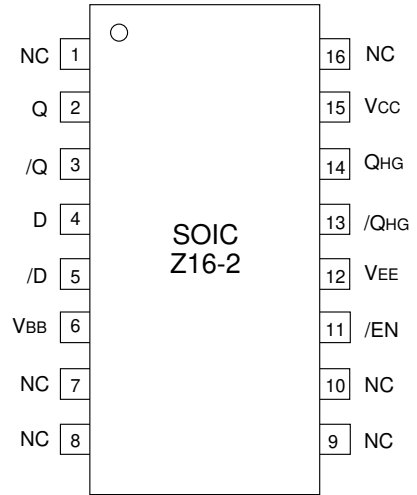 NC 1 16 NC
Q 2 15 VCC
/Q 3 14 QHG
D 4 13 /QHG
SOIC
Z16-2
/D 5 12 VEE
VBB 6 11 /EN
NC 7 10 NC
NC 8 9 NC